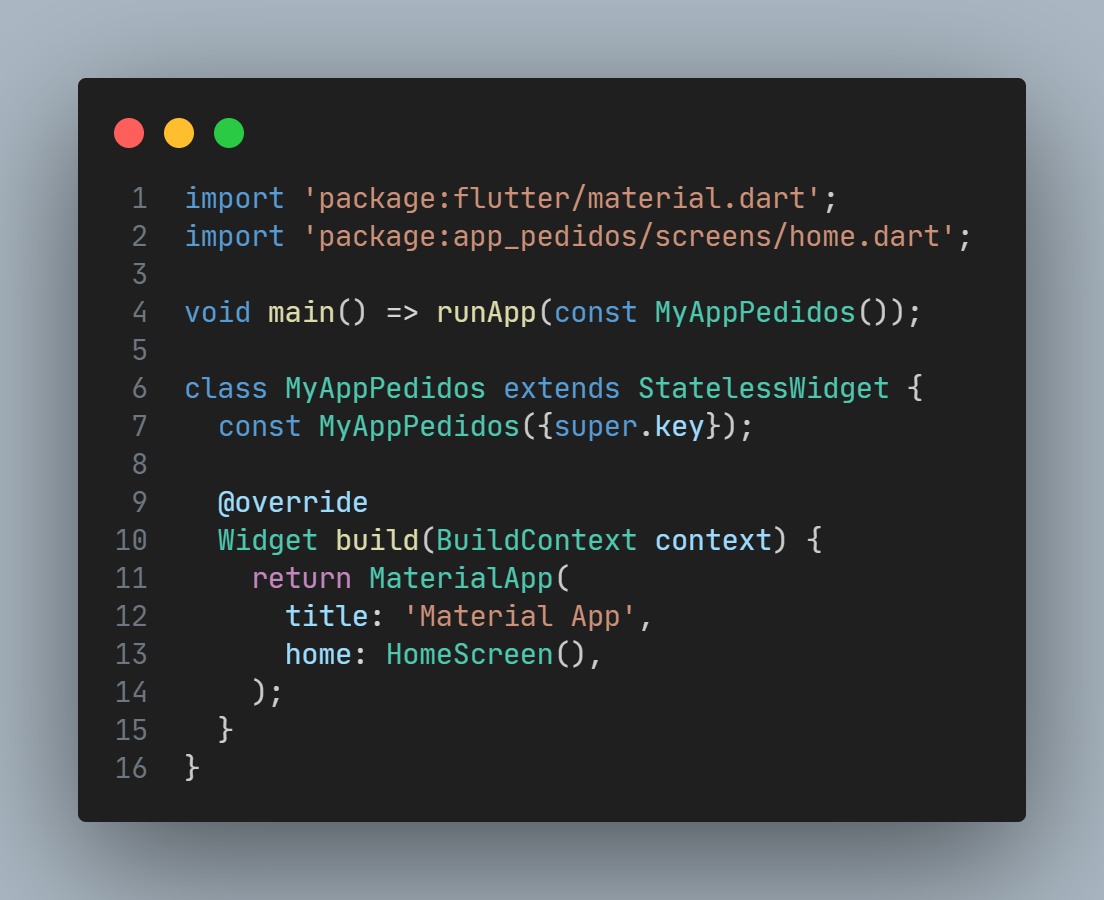 1 import 'package:flutter/material.dart';
2 import 'package:app_pedidos/screens/home.dart';
3
4 void main() => runApp(const MyAppPedidos());
5
6 class MyAppPedidos extends StatelessWidget {
7   const MyAppPedidos({super.key});
8
9   @override
10   Widget build(BuildContext context) {
11     return MaterialApp(
12       title: 'Material App',
13       home: HomeScreen(),
14     );
15   }
16 }